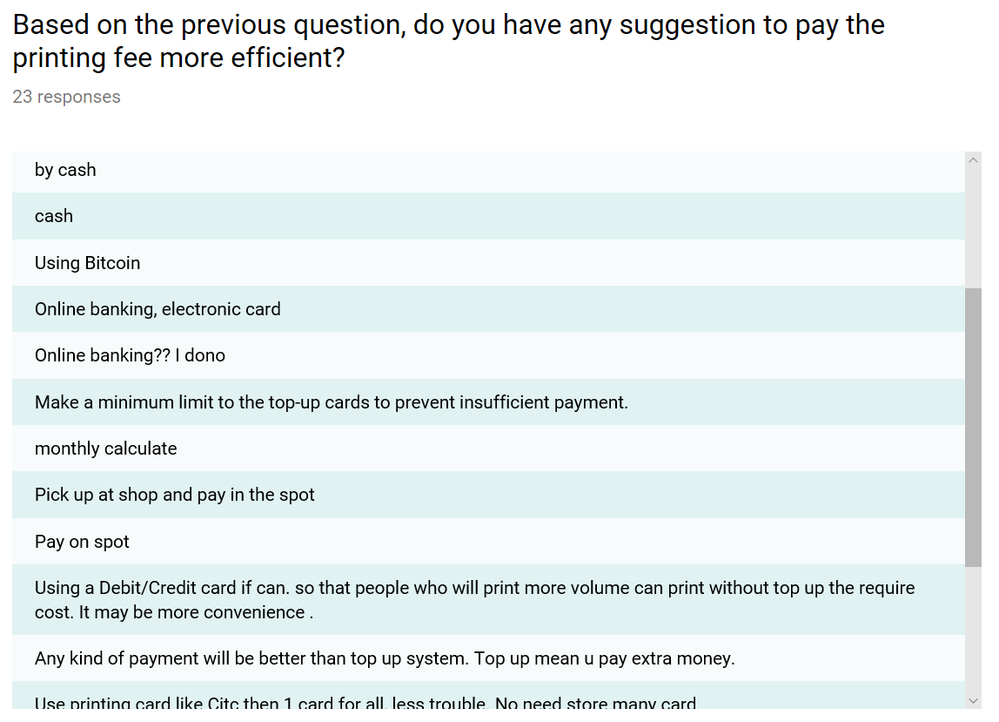 Based on the previous question, do you have any suggestion to pay the
printing fee more efficient?
23 responses
by cash
cash
Using Bitcoin
Online banking, electronic card
Online banking?? I dono
Make a minimum limit to the top-up cards to prevent insufficient payment.
monthly calculate
Pick up at shop and pay in the spot
Pay on spot
Using a Debit/Credit card if can. so that people who will print more volume can print without top up the require
cost. It may be more convenience .
Any kind of payment will be better than top up system. Top up mean u pay extra money.
Use printing card like Citc then 1 card for all, less trouble. No need store many card